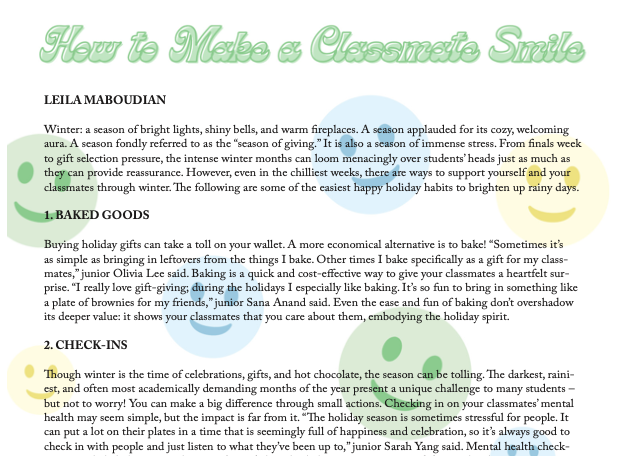 How to Make a Classmate Smile
LEILA MABOUDIAN
Winter: a season of bright lights, shiny bells, and warm fireplaces. A season applauded for its cozy, welcoming
aura. A season fondly referred to as the “season of giving.” It is also a season of immense stress. From finals week
to gift selection pressure, the intense winter months can loom menacingly over students’ heads just as much as
they can provide reassurance. However, even in the chilliest weeks, there are ways to support yourself and your
classmates through winter. The following are some of the easiest happy holiday habits to brighten up rainy days.
1. BAKED GOODS
Buying holiday gifts can take a toll on your wallet. A more economical alternative is to bake! “Sometimes it’s
as simple as bringing in leftovers from the things I bake. Other times I bake specifically as a gift for my class-
mates,” junior Olivia Lee said. Baking is a quick and cost-effective way to give your classmates a heartfelt sur-
prise. “I really love gift-giving; during the holidays I especially like baking. It’s so fun to bring in something like
a plate of brownies for my friends,” junior Sana Anand said. Even the ease and fun of baking don’t overshadow
its deeper value: it shows your classmates that you care about them, embodying the holiday spirit.
2. CHECK-INS
Though winter is the time of celebrations, gifts, and hot chocolate, the season can be tolling. The darkest, raini-
est, and often most academically demanding months of the year present a unique challenge to many students –
but not to worry! You can make a big difference through small actions. Checking in on your classmates’ mental
health may seem simple, but the impact is far from it. “The holiday season is sometimes stressful for people. It
can put a lot on their plates in a time that is seemingly full of happiness and celebration, so it’s always good to
check in with people and just listen to what they’ve been up to,” junior Sarah Yang said. Mental health check-